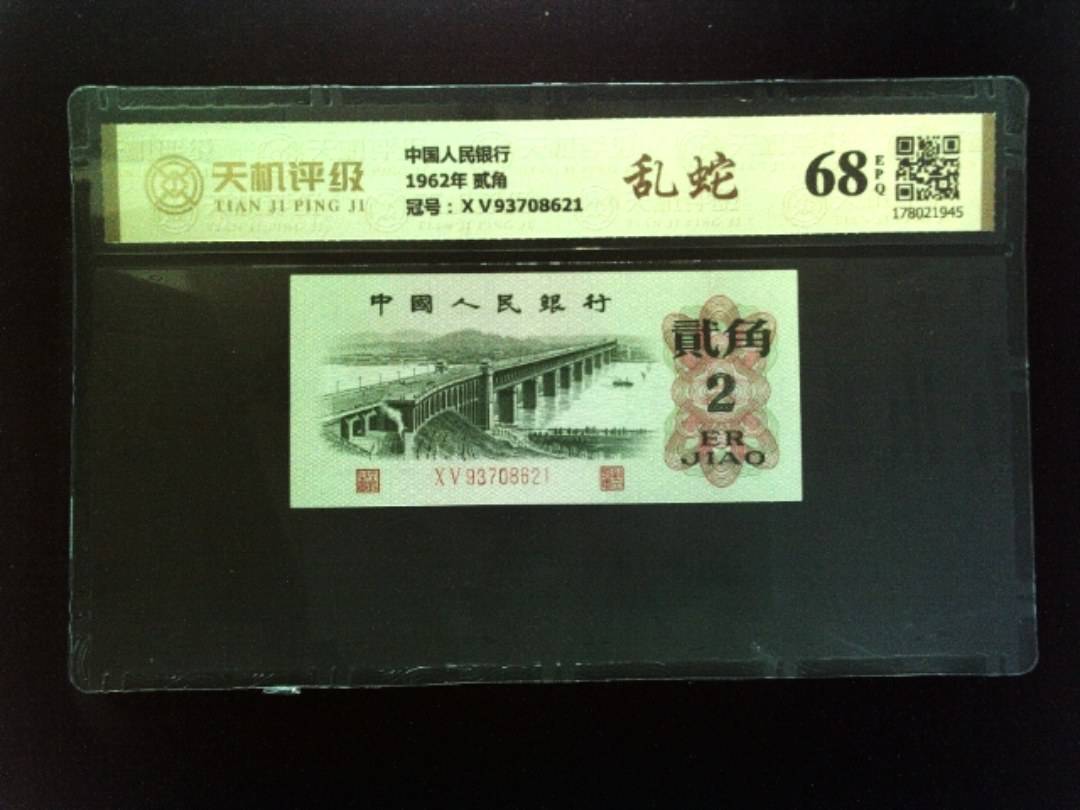 天机评级
TIAN JI PING JI
中国人民银行
1962年 贰角
冠号：ⅩⅤ93708621
乱蛇
68
EPQ
178021945
中國人民銀行
貳角
2
ER
JIAO
ⅩⅤ93708621